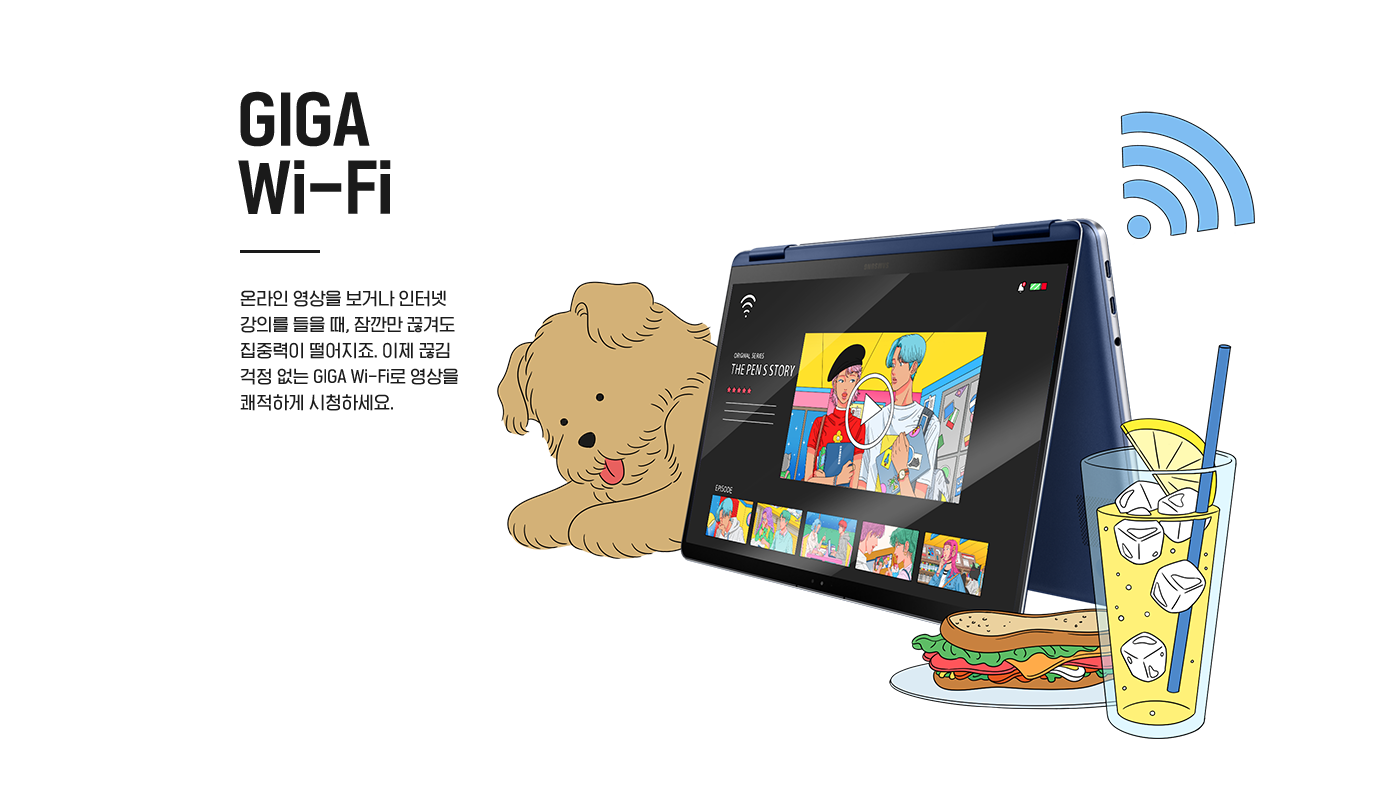 GIGA
Wi-Fi
온라인 영상을 보거나 인터넷
강의를 들을 때, 잠깐만 끊겨도
집중력이 떨어지죠. 이제 끊김
걱정 없는 GIGA Wi-Fi로 영상을
쾌적하게 시청하세요.
ORIGINAL SERIES
THE PEN S STORY
EPISODE